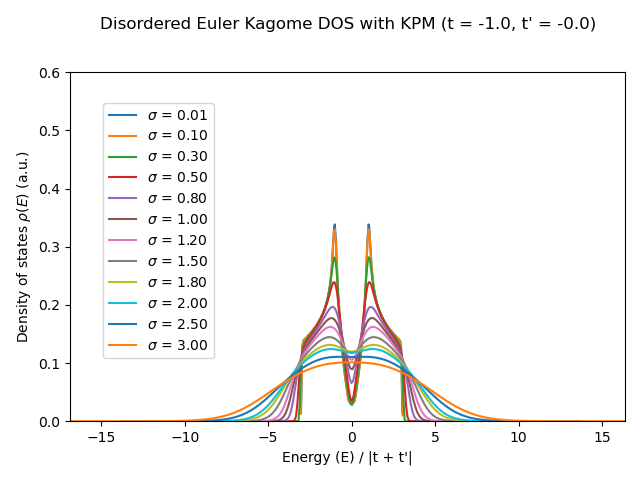 Disordered Euler Kagome DOS with KPM (t = -1.0, t' = -0.0)
Density of states ρ(E) (a.u.)
0.6
0.5
0.4
0.3
0.2
0.1
0.0
σ = 0.01
σ = 0.10
σ = 0.30
σ = 0.50
σ = 0.80
σ = 1.00
σ = 1.20
σ = 1.50
σ = 1.80
σ = 2.00
σ = 2.50
σ = 3.00
−15 −10 −5 0 5 10 15
Energy (E) / |t + t'|